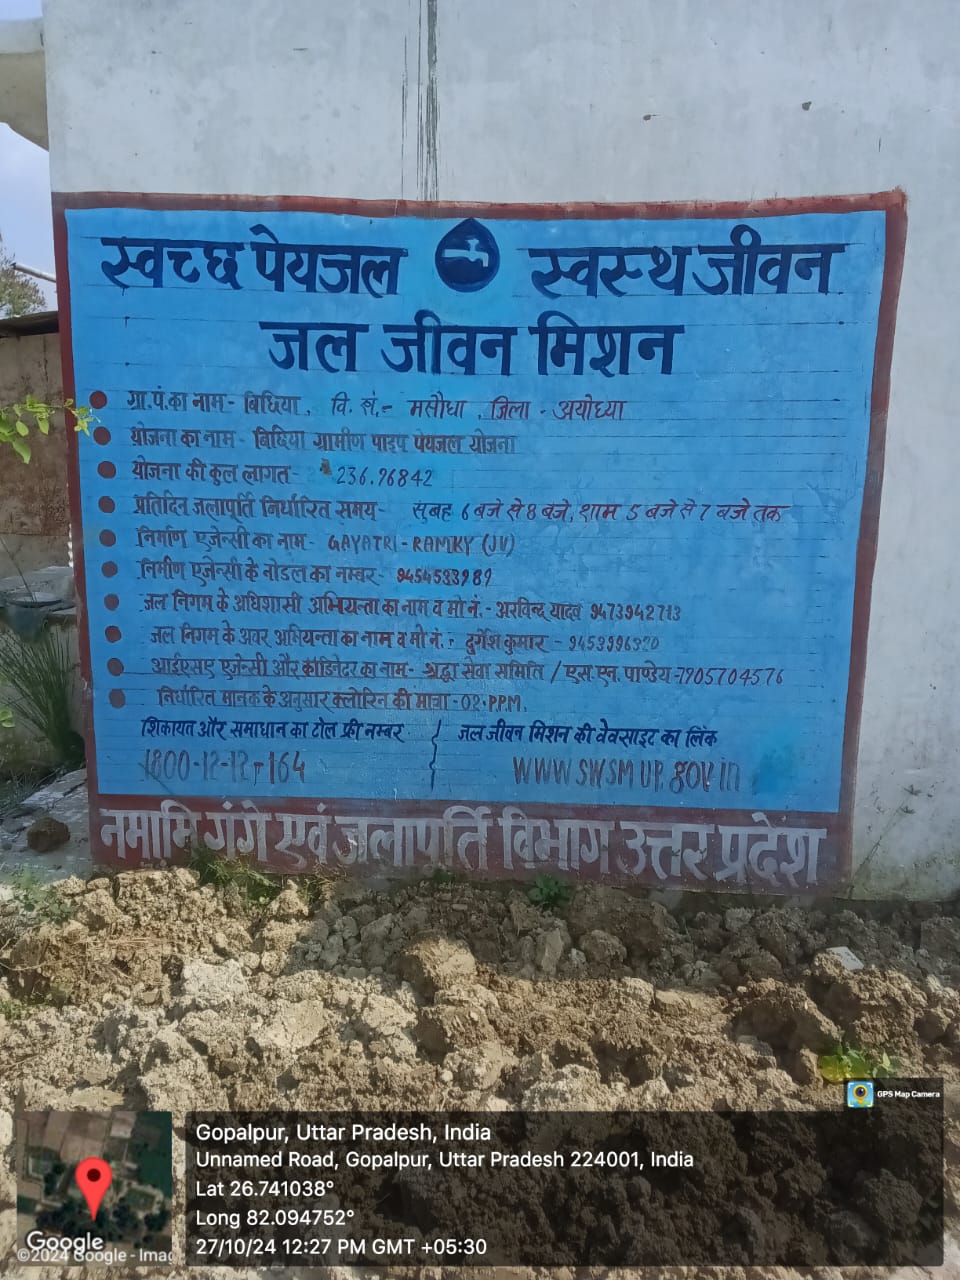 स्वच्छ पेयजल स्वस्थ जीवन
जल जीवन मिशन
ग्रा.पं.का नाम- बिधिया, वि. खं.- मसौधा, जिला - अयोध्या
योजना का नाम- बिधिया ग्रामीण पाइप पेयजल योजना
योजना की कुल लागत- 236.76842
प्रतिदिन जलापूर्ति निर्धारित समय- सुबह 6 बजे से 8 बजे, शाम 5 बजे से 7 बजे तक
निर्माण एजेन्सी का नाम- GAYATRI-RAMKY (JV)
निर्माण एजेन्सी के नोडल का नम्बर-
जल निगम के अधिशासी अभियन्ता का नाम व मो नं.- अरविन्द यादव 9473942713
जल निगम के अवर अभियन्ता का नाम व मो नं.- दुर्गेश कुमार -
आईएसए एजेन्सी और कार्डिनेटर का नाम- श्रद्धा सेवा समिति / एस.एन. पाण्डेय-7905704576
निर्धारित मानक के अनुसार क्लोरिन की मात्रा -02.P.P.M.
शिकायत और समाधान का टोल फ्री नम्बर
जल जीवन मिशन की वेवसाइट का लिंक
1800-12-12-164
WWW SWSM UP. gov.in
नमामि गंगे एवं जलापूर्ति विभाग उत्तर प्रदेश
GPS Map Camera
Gopalpur, Uttar Pradesh, India
Unnamed Road, Gopalpur, Uttar Pradesh 224001, India
Lat 26.741038°
Long 82.094752°
27/10/24 12:27 PM GMT +05:30
Google
©2024 Google - Imag